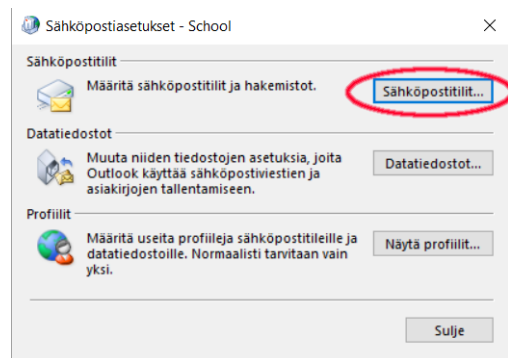 Sähköpostiasetukset - School
Sähköpostitilit
Määritä sähköpostitilit ja hakemistot.
Sähköpostitilit...
Datatiedostot
Muuta niiden tiedostojen asetuksia, joita
Outlook käyttää sähköpostiviestien ja
asiakirjojen tallentamiseen.
Datatiedostot...
Profiilit
Määritä useita profiileja sähköpostitileille ja
datatiedostoille. Normaalisti tarvitaan vain
yksi.
Näytä profiilit...
Sulje